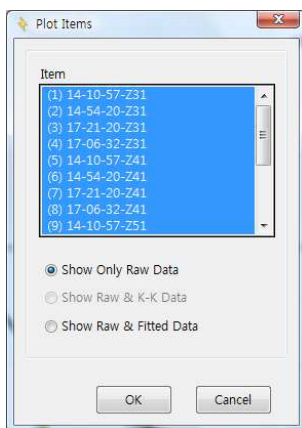 Plot Items
Item
(1) 14-10-57-Z31
(2) 14-54-20-Z31
(3) 17-21-20-Z31
(4) 17-06-32-Z31
(5) 14-10-57-Z41
(6) 14-54-20-Z41
(7) 17-21-20-Z41
(8) 17-06-32-Z41
(9) 14-10-57-Z51
Show Only Raw Data
Show Raw & K-K Data
Show Raw & Fitted Data
OK Cancel